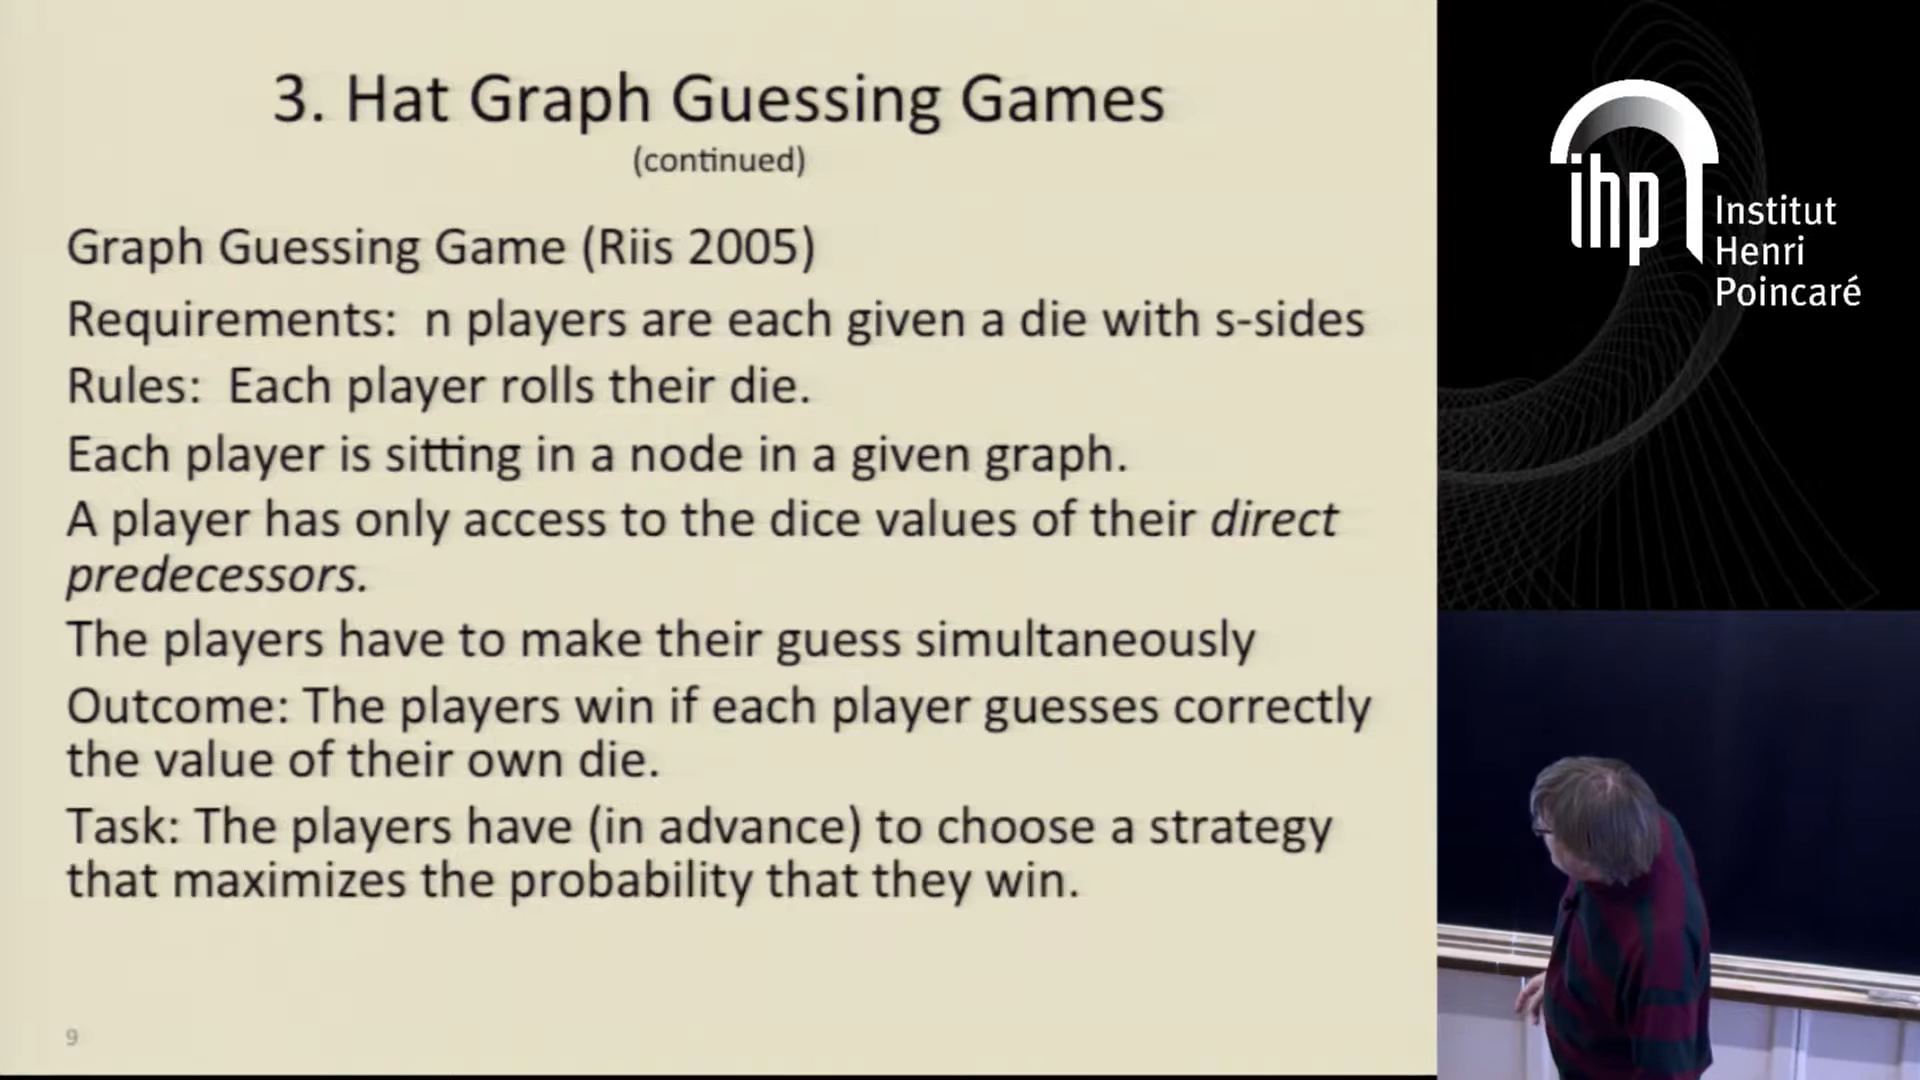 3. Hat Graph Guessing Games
(continued)
Graph Guessing Game (Riis 2005)
Requirements:  n players are each given a die with s-sides
Rules:  Each player rolls their die.
Each player is sitting in a node in a given graph.
A player has only access to the dice values of their direct
predecessors.
The players have to make their guess simultaneously
Outcome: The players win if each player guesses correctly
the value of their own die.
Task: The players have (in advance) to choose a strategy
that maximizes the probability that they win.
9
ihp
Institut
Henri
Poincaré